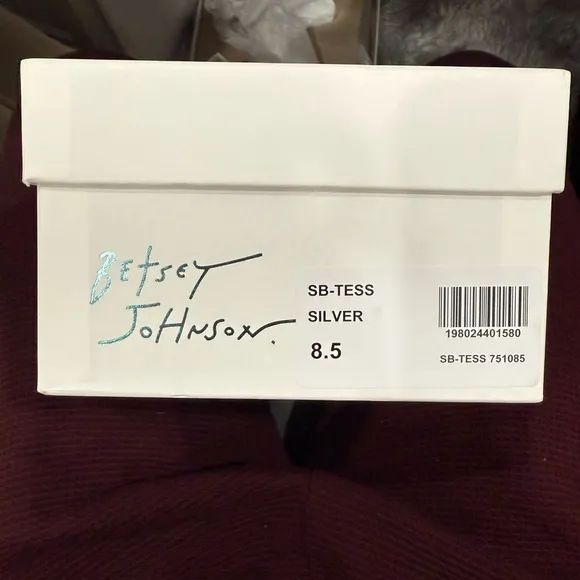 Betsey
Johnson.
SB-TESS
SILVER
8.5
198024401580
SB-TESS 751085